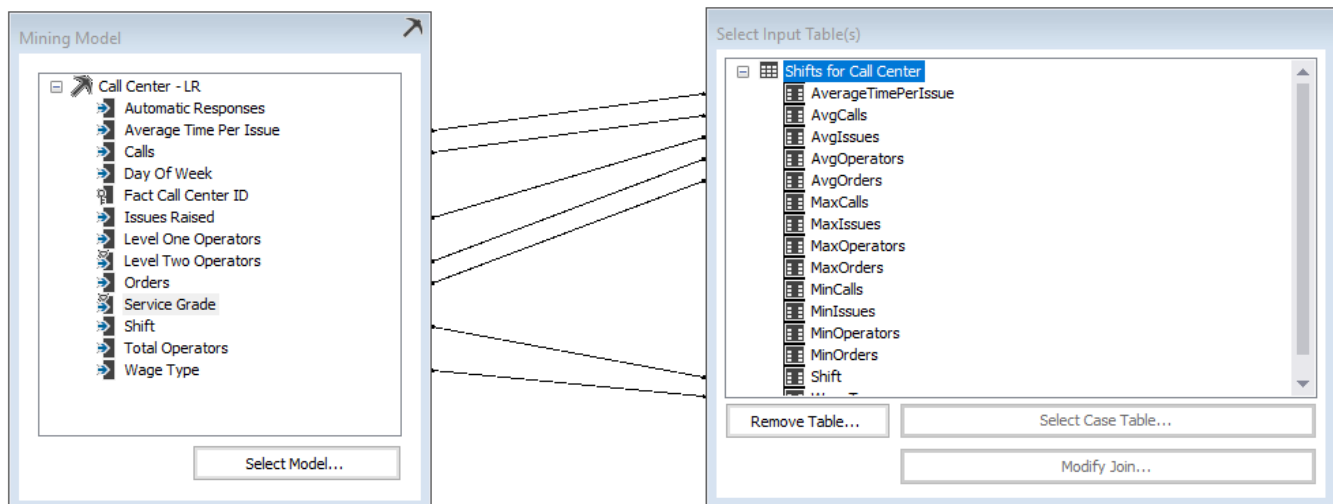 Mining Model
Call Center - LR
Automatic Responses
Average Time Per Issue
Calls
Day Of Week
Fact Call Center ID
Issues Raised
Level One Operators
Level Two Operators
Orders
Service Grade
Shift
Total Operators
Wage Type
Select Model...
Select Input Table(s)
Shifts for Call Center
AverageTimePerIssue
AvgCalls
AvgIssues
AvgOperators
AvgOrders
MaxCalls
MaxIssues
MaxOperators
MaxOrders
MinCalls
MinIssues
MinOperators
MinOrders
Shift
Remove Table...
Select Case Table...
Modify Join...